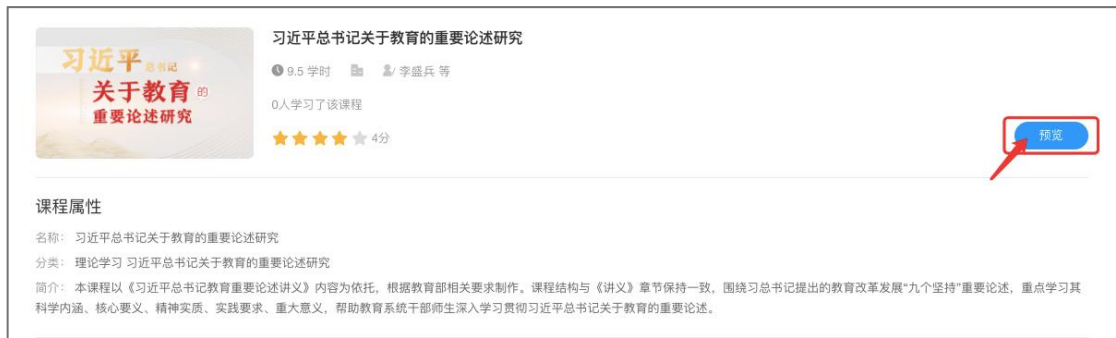 习近平总书记
关于教育的
重要论述研究
习近平总书记关于教育的重要论述研究
9.5 学时 李盛兵 等
0人学习了该课程
4分
预览
课程属性
名称： 习近平总书记关于教育的重要论述研究
分类： 理论学习 习近平总书记关于教育的重要论述研究
简介： 本课程以《习近平总书记教育重要论述讲义》内容为依托，根据教育部相关要求制作。课程结构与《讲义》章节保持一致，围绕习总书记提出的教育改革发展“九个坚持”重要论述，重点学习其
科学内涵、核心要义、精神实质、实践要求、重大意义，帮助教育系统干部师生深入学习贯彻习近平总书记关于教育的重要论述。